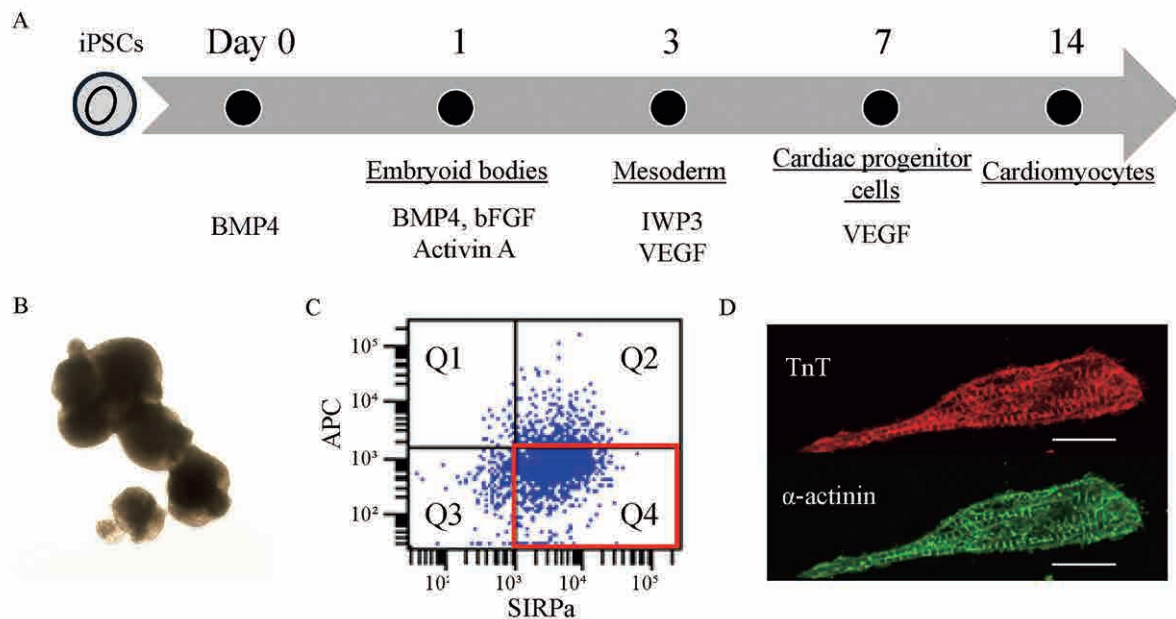 A
iPSCs
Day 0
1
3
7
14
Embryoid bodies
Mesoderm
Cardiac progenitor
cells
Cardiomyocytes
BMP4
BMP4, bFGF
Activin A
IWP3
VEGF
VEGF
B
C
APC
10⁵
10⁴
10³
10²
Q1
Q2
Q3
Q4
10² 10³ 10⁴ 10⁵
SIRPa
D
TnT
α-actinin